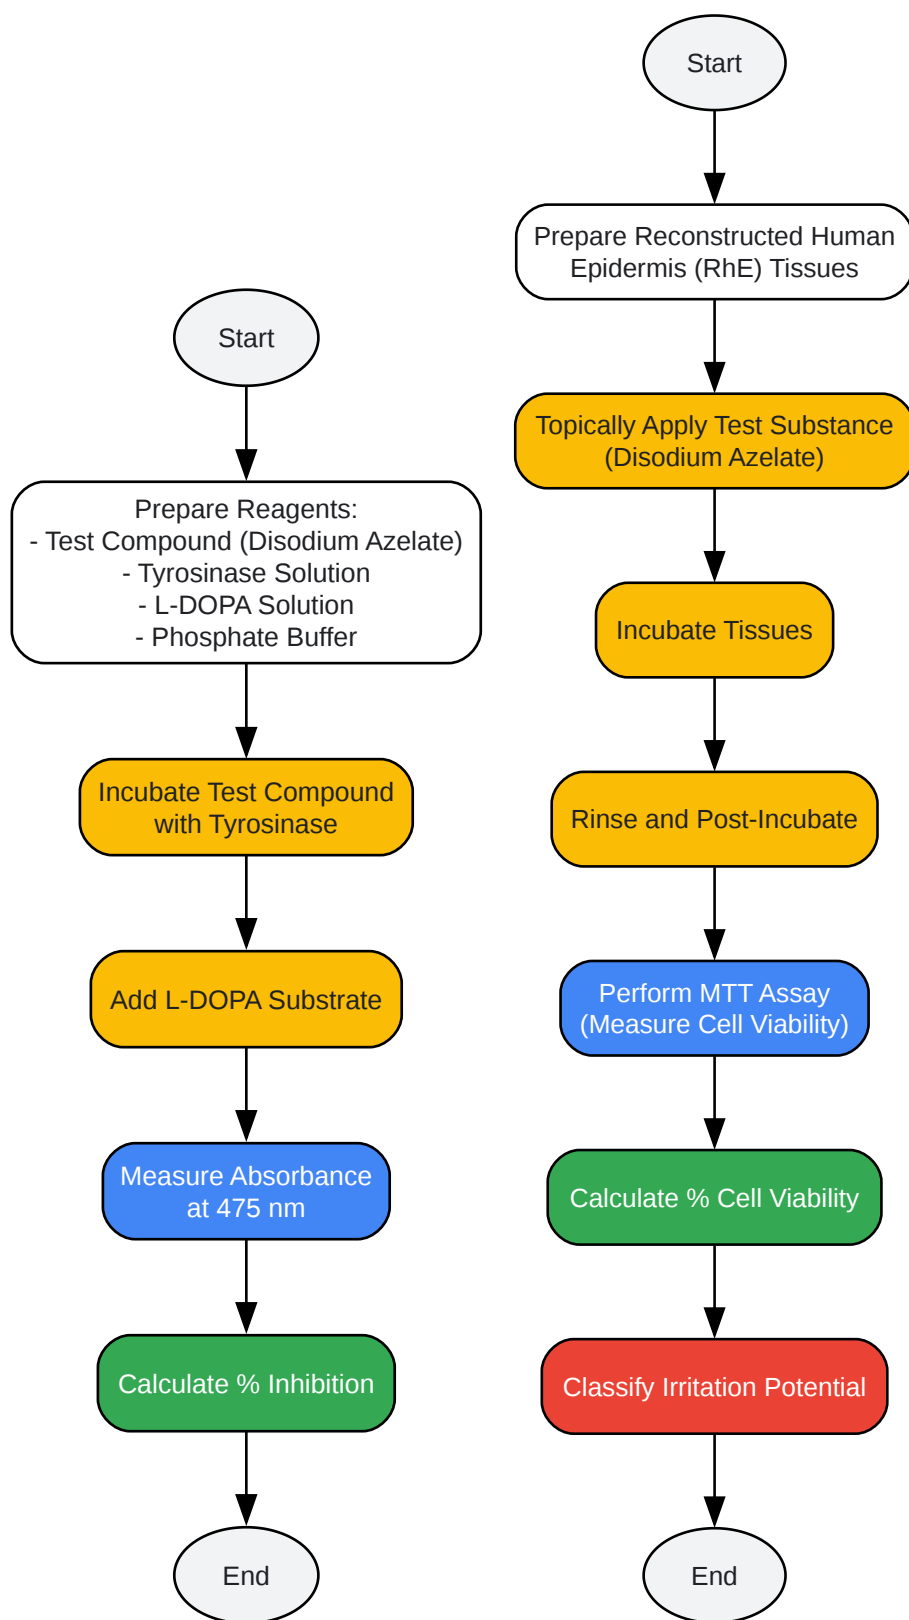 Start
Prepare Reagents:
- Test Compound (Disodium Azelate)
- Tyrosinase Solution
- L-DOPA Solution
- Phosphate Buffer
Incubate Test Compound
with Tyrosinase
Add L-DOPA Substrate
Measure Absorbance
at 475 nm
Calculate % Inhibition
End
Start
Prepare Reconstructed Human
Epidermis (RhE) Tissues
Topically Apply Test Substance
(Disodium Azelate)
Incubate Tissues
Rinse and Post-Incubate
Perform MTT Assay
(Measure Cell Viability)
Calculate % Cell Viability
Classify Irritation Potential
End